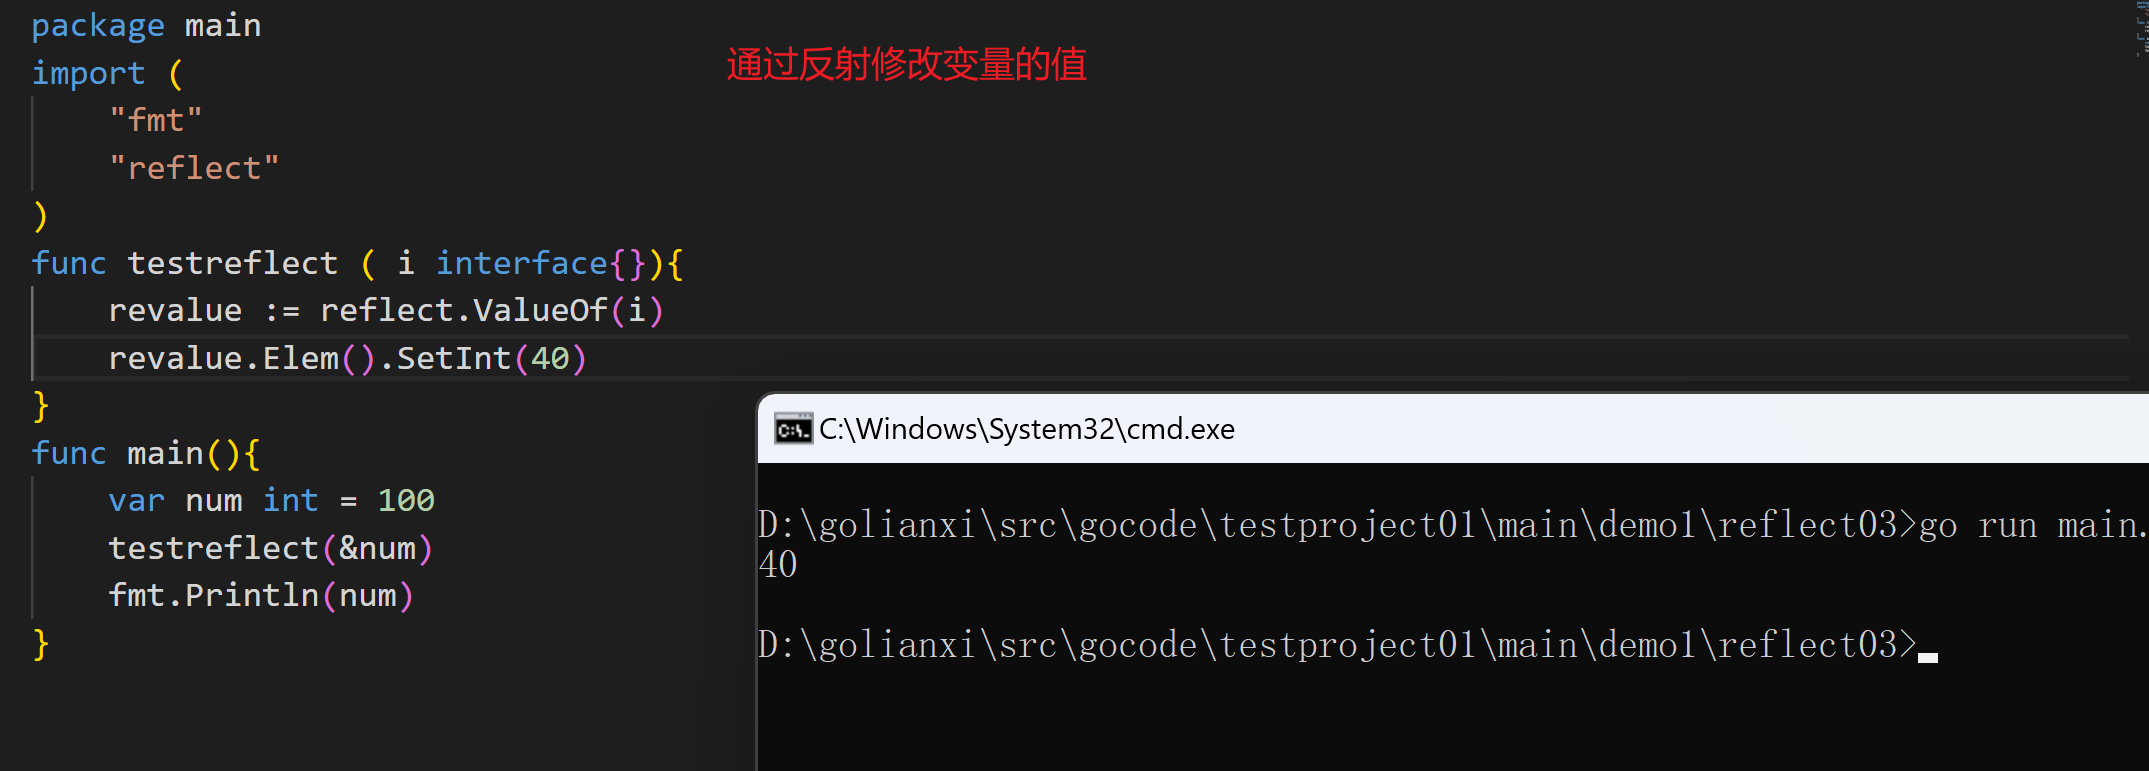 package main
通过反射修改变量的值
import (
"fmt"
"reflect"
)
func testreflect ( i interface{}){
revalue := reflect.ValueOf(i)
revalue.Elem().SetInt(40)
}
func main(){
var num int = 100
testreflect(&num)
fmt.Println(num)
}
C:\Windows\System32\cmd.exe
D:\golianxi\src\gocode\testproject01\main\demo1\reflect03>go run main.
40
D:\golianxi\src\gocode\testproject01\main\demo1\reflect03>